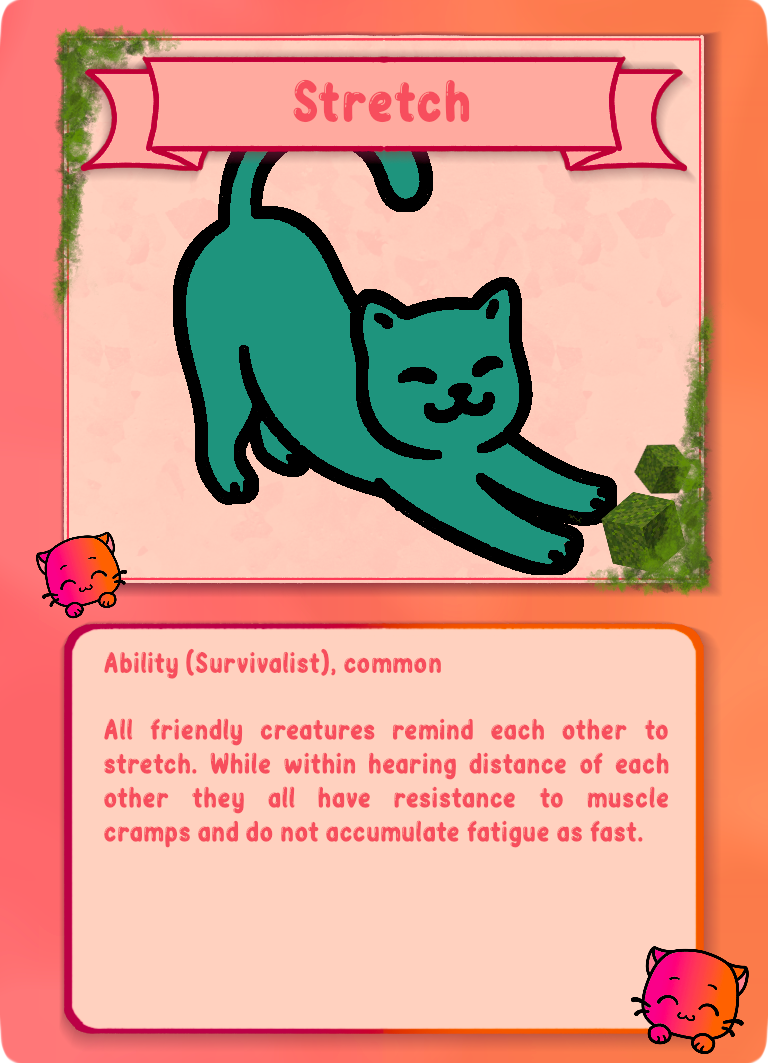 Stretch
Ability (Survivalist), common
All friendly creatures remind each other to
stretch. While within hearing distance of each
other they all have resistance to muscle
cramps and do not accumulate fatigue as fast.